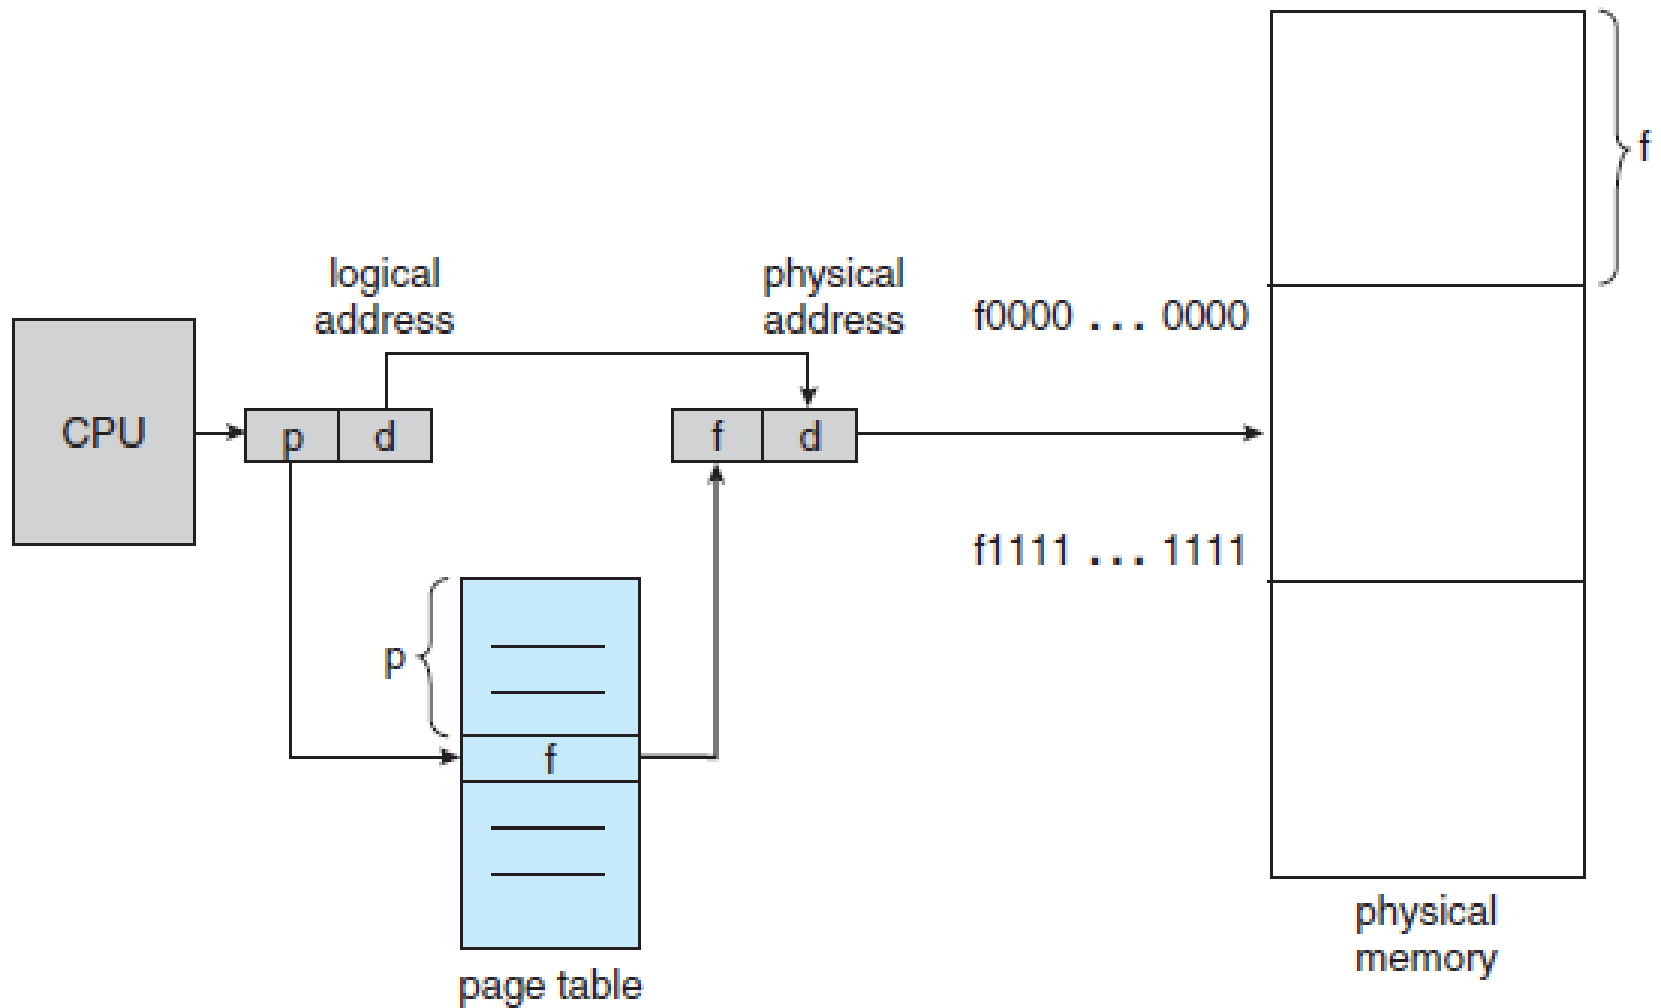 f
logical
address
physical
address
f0000 ... 0000
CPU
p d
f d
f1111 ... 1111
p
f
page table
physical
memory